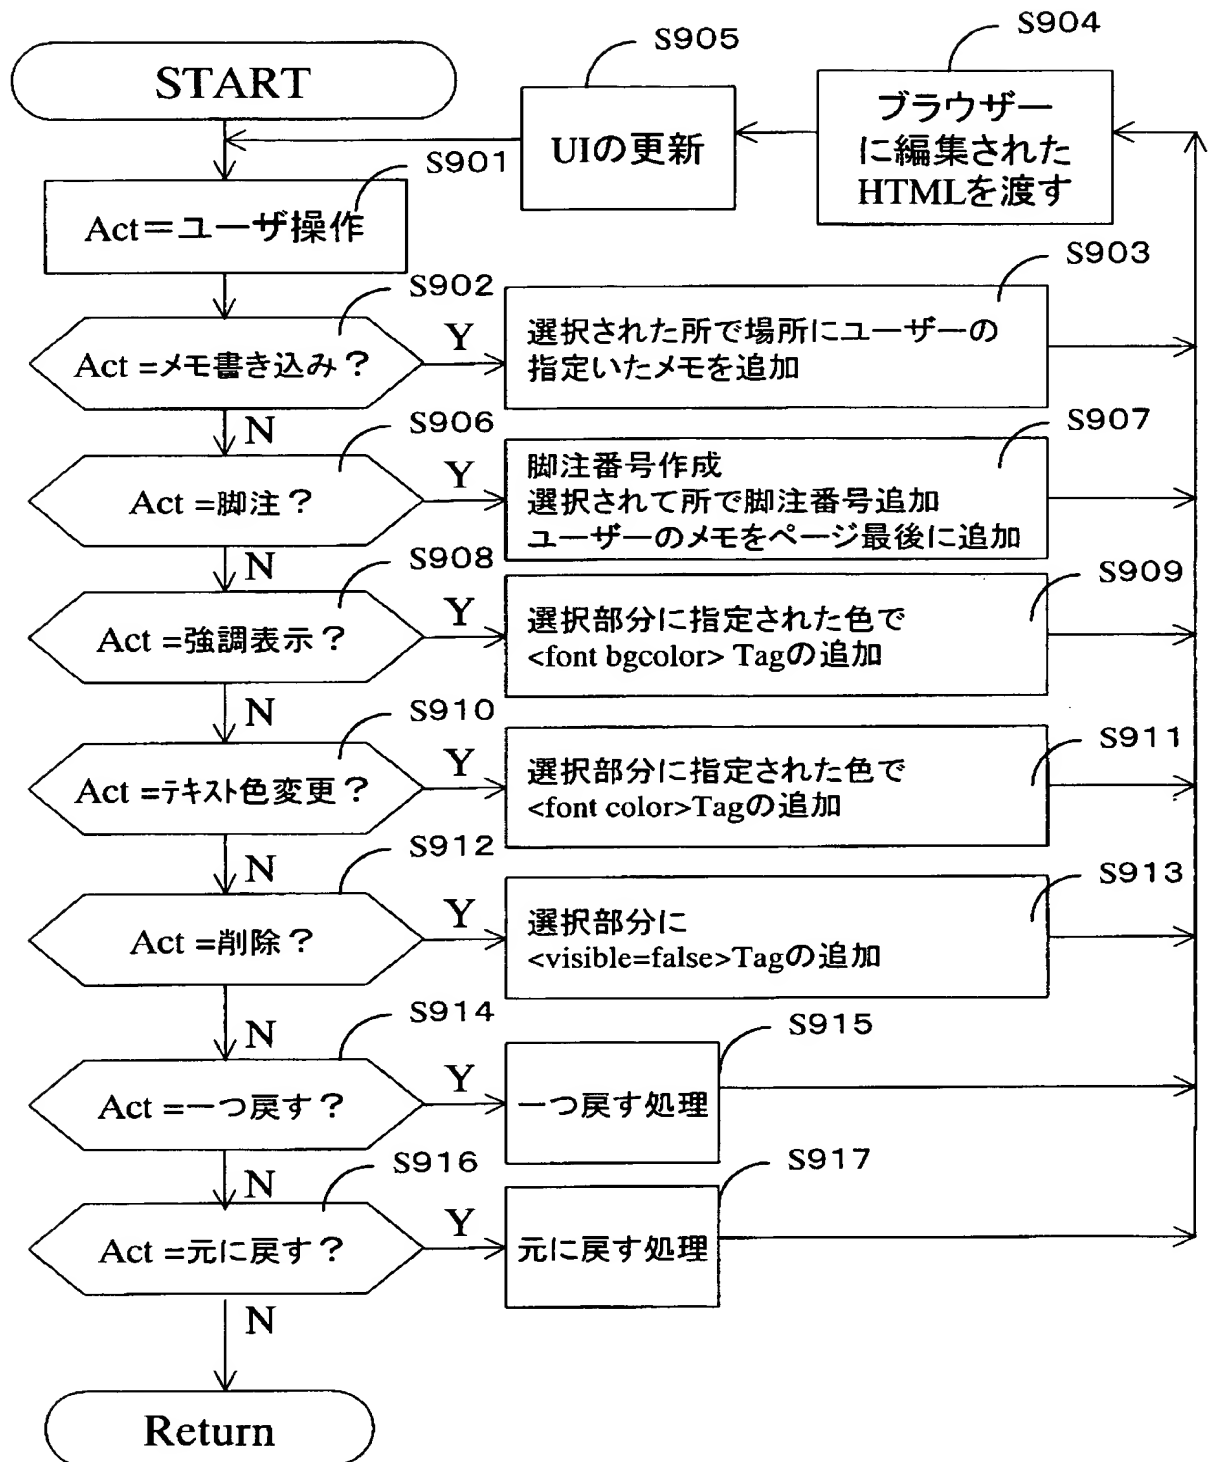 S904
S905
START
ブラウザー
に編集された
HTMLを渡す
UIの更新
S901
Act=ユーザ操作
S903
S902
Y
選択された所で場所にユーザーの
指定いたメモを追加
Act =メモ書き込み?
N
S906
S907
Y
脚注番号作成
選択されて所で脚注番号追加
ユーザーのメモをページ最後に追加
Act =脚注?
N
S908
S909
Y
選択部分に指定された色で
<font bgcolor> Tagの追加
Act =強調表示?
N
S910
S911
Y
選択部分に指定された色で
<font color>Tagの追加
Act =テキスト色変更?
N
S912
S913
Y
選択部分に
<visible=false>Tagの追加
Act =削除?
N
S914
S915
Y
Act =一つ戻す?
一つ戻す処理
N
S916
S917
Y
Act =元に戻す?
元に戻す処理
N
Return